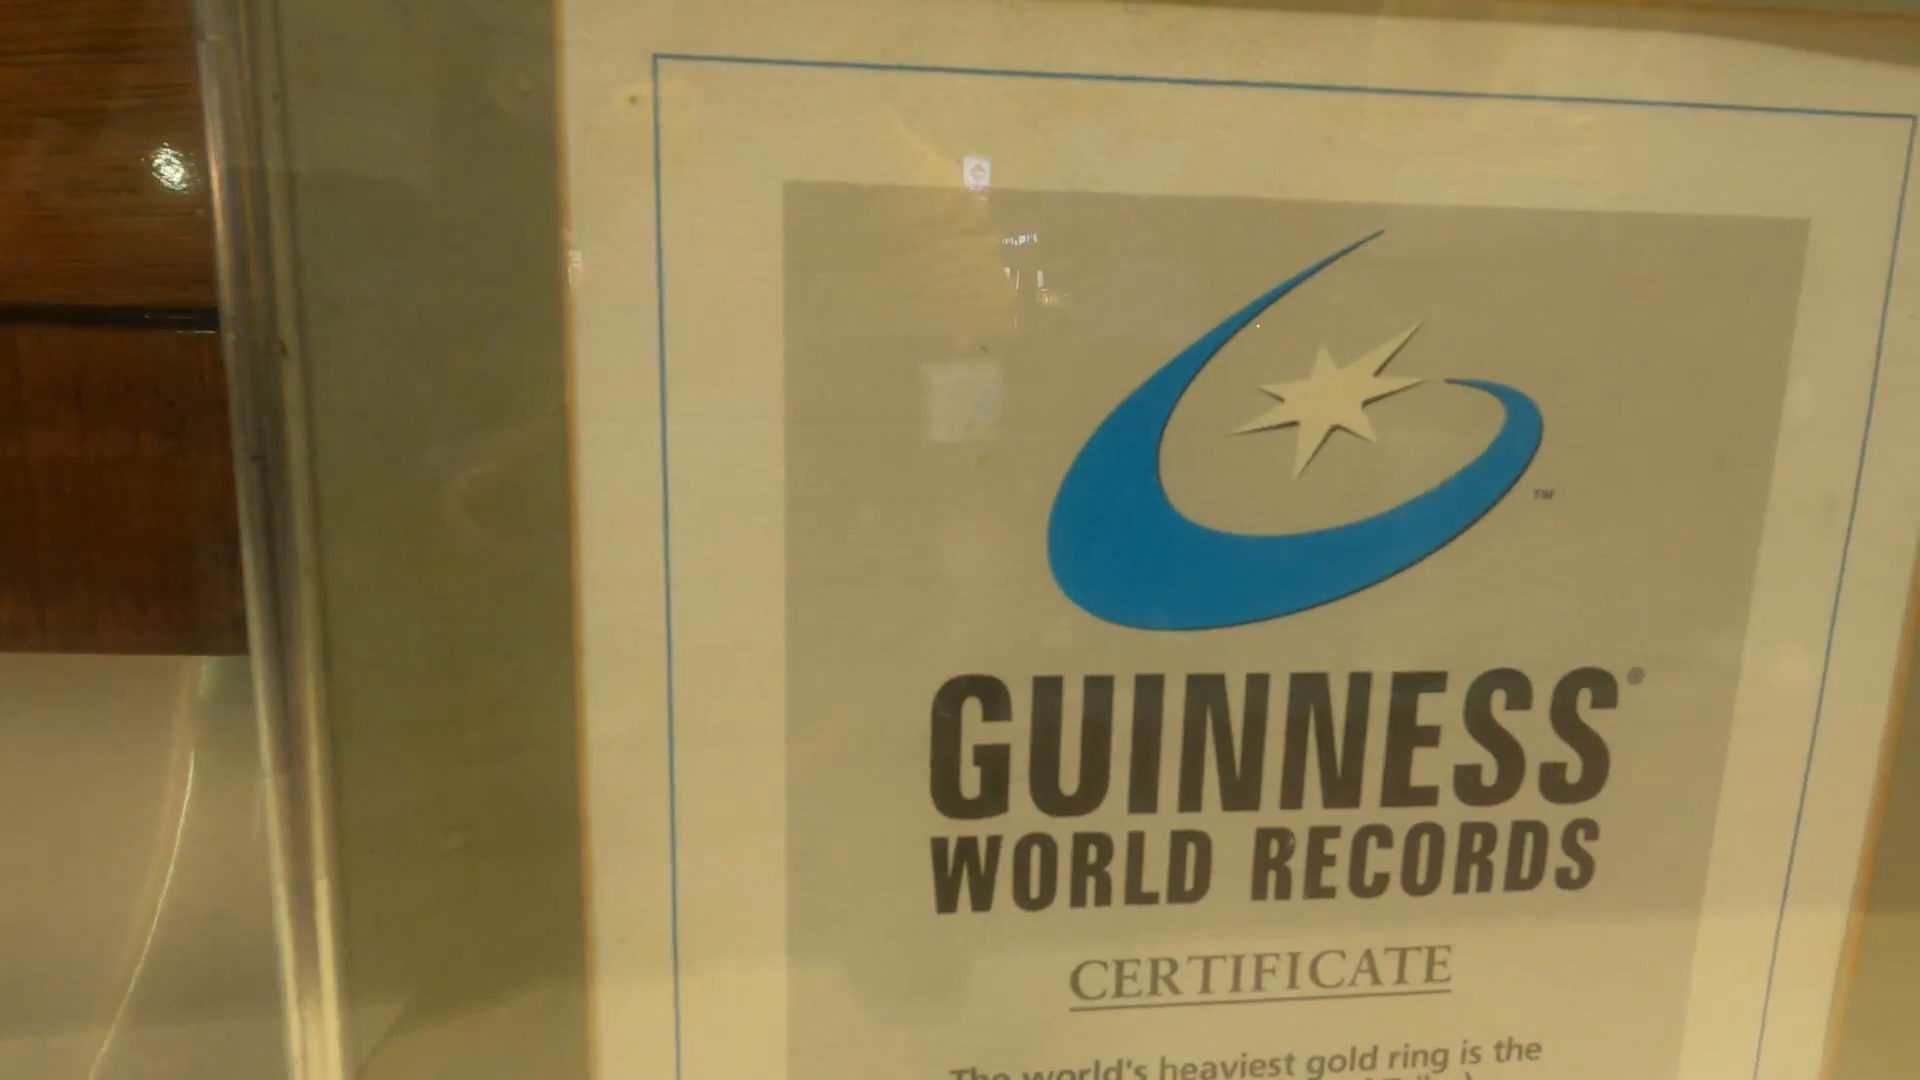 ™
GUINNESS®
WORLD RECORDS
CERTIFICATE
The world's heaviest gold ring is the